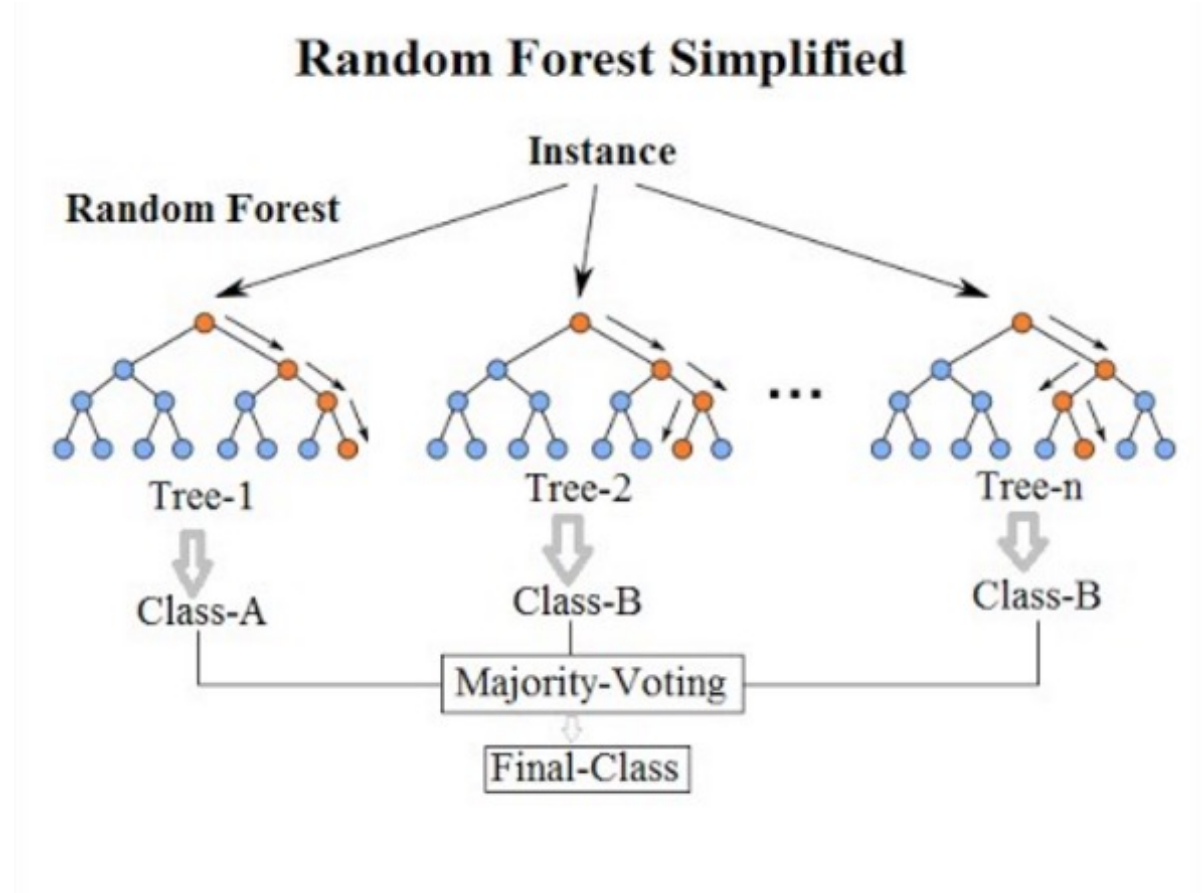 Random Forest Simplified
Instance
Random Forest
...
Tree-1
Tree-2
Tree-n
Class-A
Class-B
Class-B
Majority-Voting
Final-Class